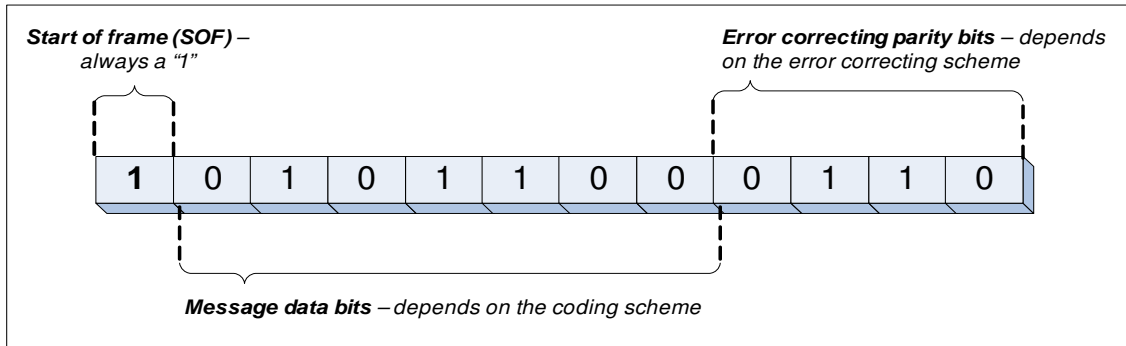 Start of frame (SOF) –
always a “1”
Error correcting parity bits – depends
on the error correcting scheme
1 0 1 0 1 1 0 0 0 1 1 0
Message data bits – depends on the coding scheme